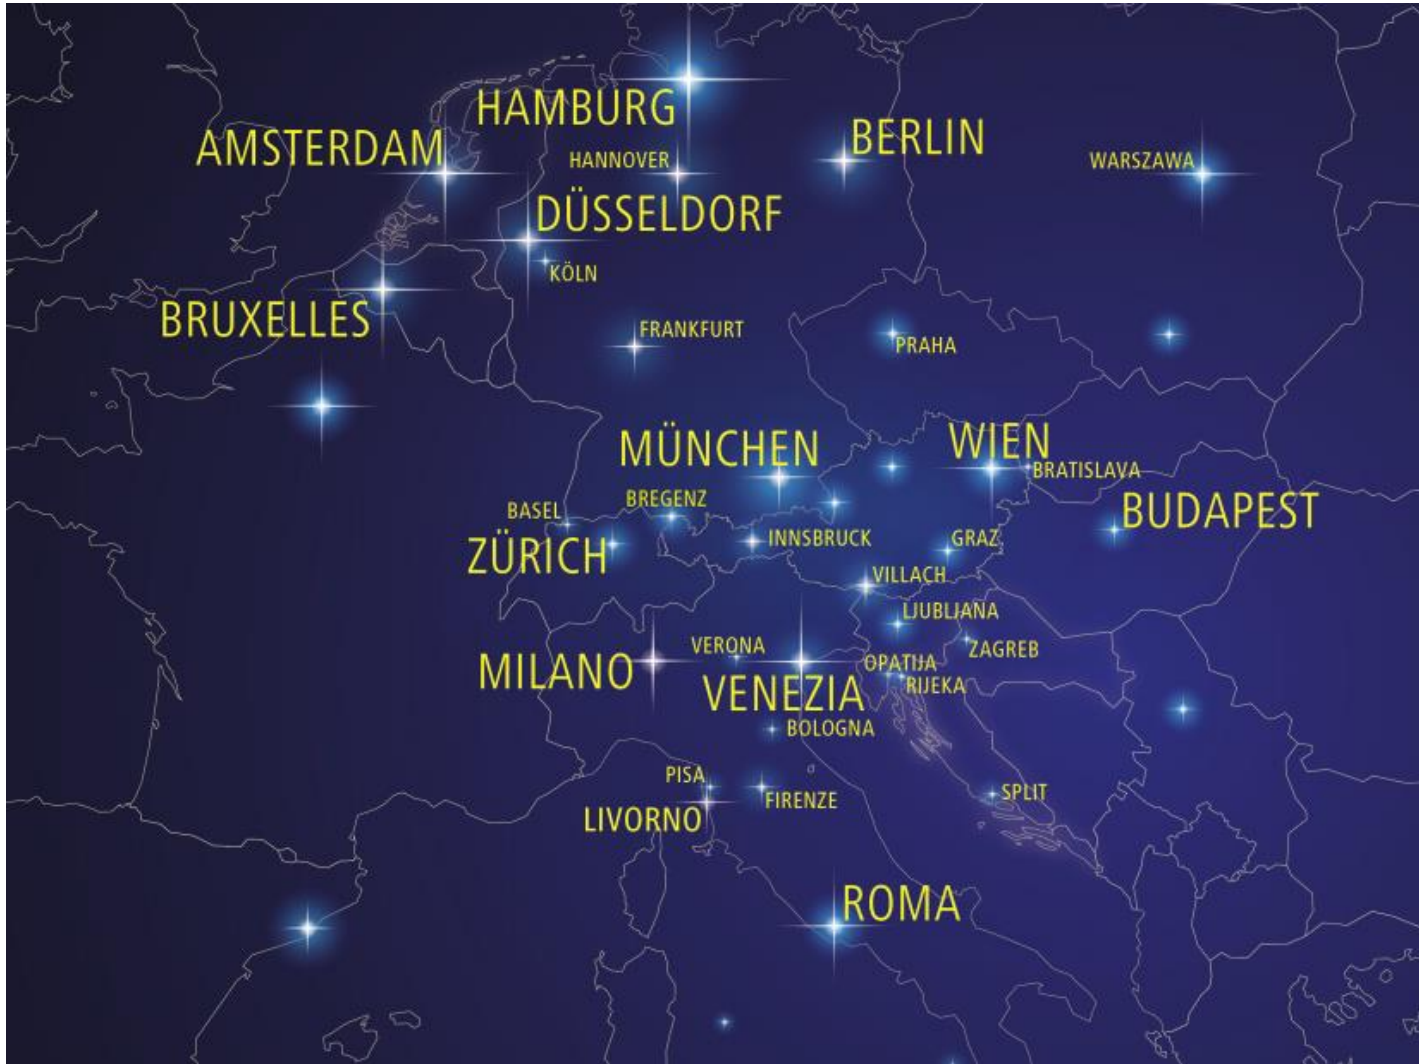 HAMBURG
BERLIN
AMSTERDAM
HANNOVER
WARSZAWA
DÜSSELDORF
KÖLN
BRUXELLES
FRANKFURT
PRAHA
MÜNCHEN
WIEN
BRATISLAVA
BREGENZ
BASEL
BUDAPEST
ZÜRICH
INNSBRUCK
GRAZ
VILLACH
LJUBLJANA
VERONA
ZAGREB
MILANO
OPATIJA
RIJEKA
VENEZIA
BOLOGNA
PISA
FIRENZE
SPLIT
LIVORNO
ROMA